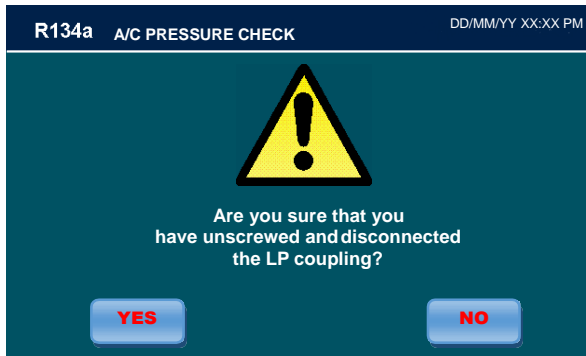 R134a A/C PRESSURE CHECK DD/MM/YY XX:XX PM
Are you sure that you
have unscrewed and disconnected
the LP coupling?
YES NO